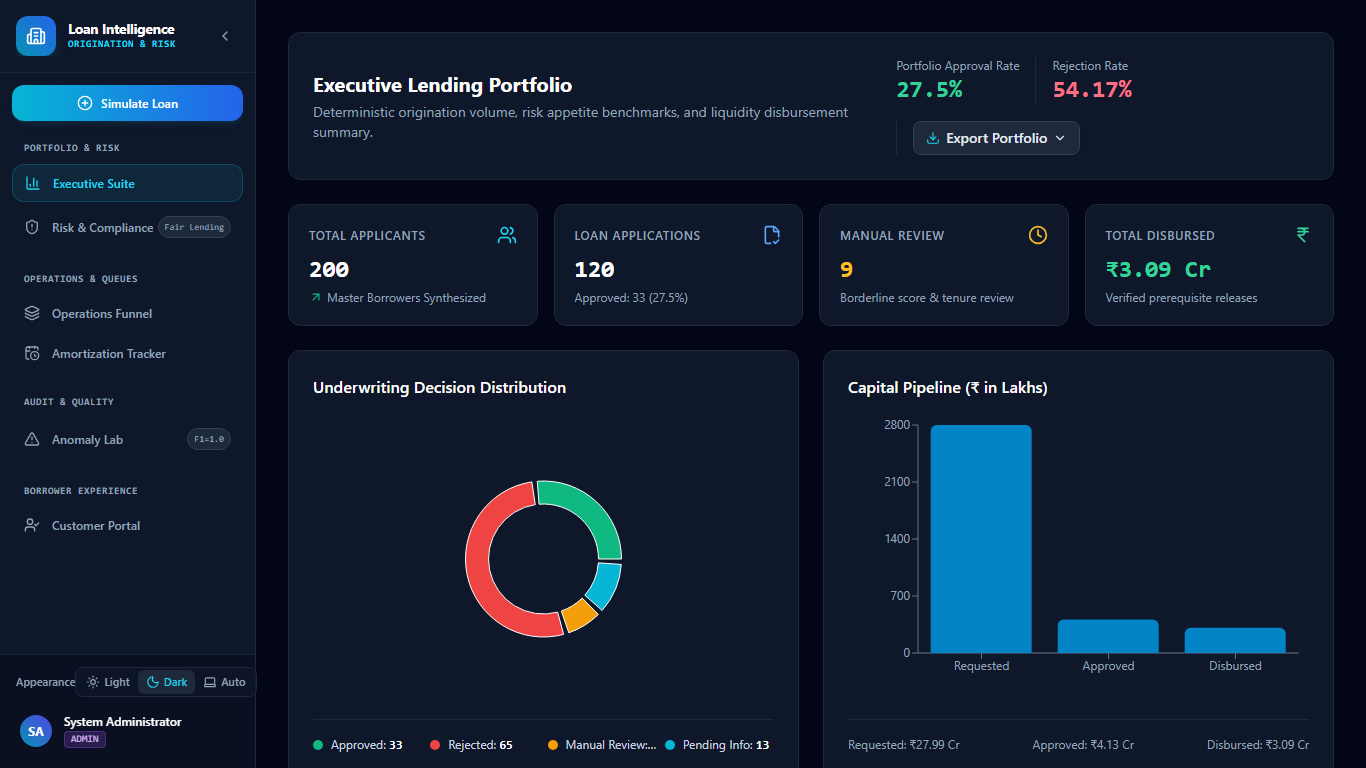 Loan Intelligence
ORIGINATION & RISK
Simulate Loan
PORTFOLIO & RISK
Executive Suite
Risk & Compliance
Fair Lending
OPERATIONS & QUEUES
Operations Funnel
Amortization Tracker
AUDIT & QUALITY
Anomaly Lab
F1=1.0
BORROWER EXPERIENCE
Customer Portal
Appearance
Light
Dark
Auto
SA
System Administrator
ADMIN
Executive Lending Portfolio
Deterministic origination volume, risk appetite benchmarks, and liquidity disbursement
summary.
Portfolio Approval Rate
27.5%
Rejection Rate
54.17%
Export Portfolio
TOTAL APPLICANTS
200
Master Borrowers Synthesized
LOAN APPLICATIONS
120
Approved: 33 (27.5%)
MANUAL REVIEW
9
Borderline score & tenure review
TOTAL DISBURSED
₹
₹3.09 Cr
Verified prerequisite releases
Underwriting Decision Distribution
Approved: 33
Rejected: 65
Manual Review:...
Pending Info: 13
Capital Pipeline (₹ in Lakhs)
2800
2100
1400
700
0
Requested
Approved
Disbursed
Requested: ₹27.99 Cr
Approved: ₹4.13 Cr
Disbursed: ₹3.09 Cr